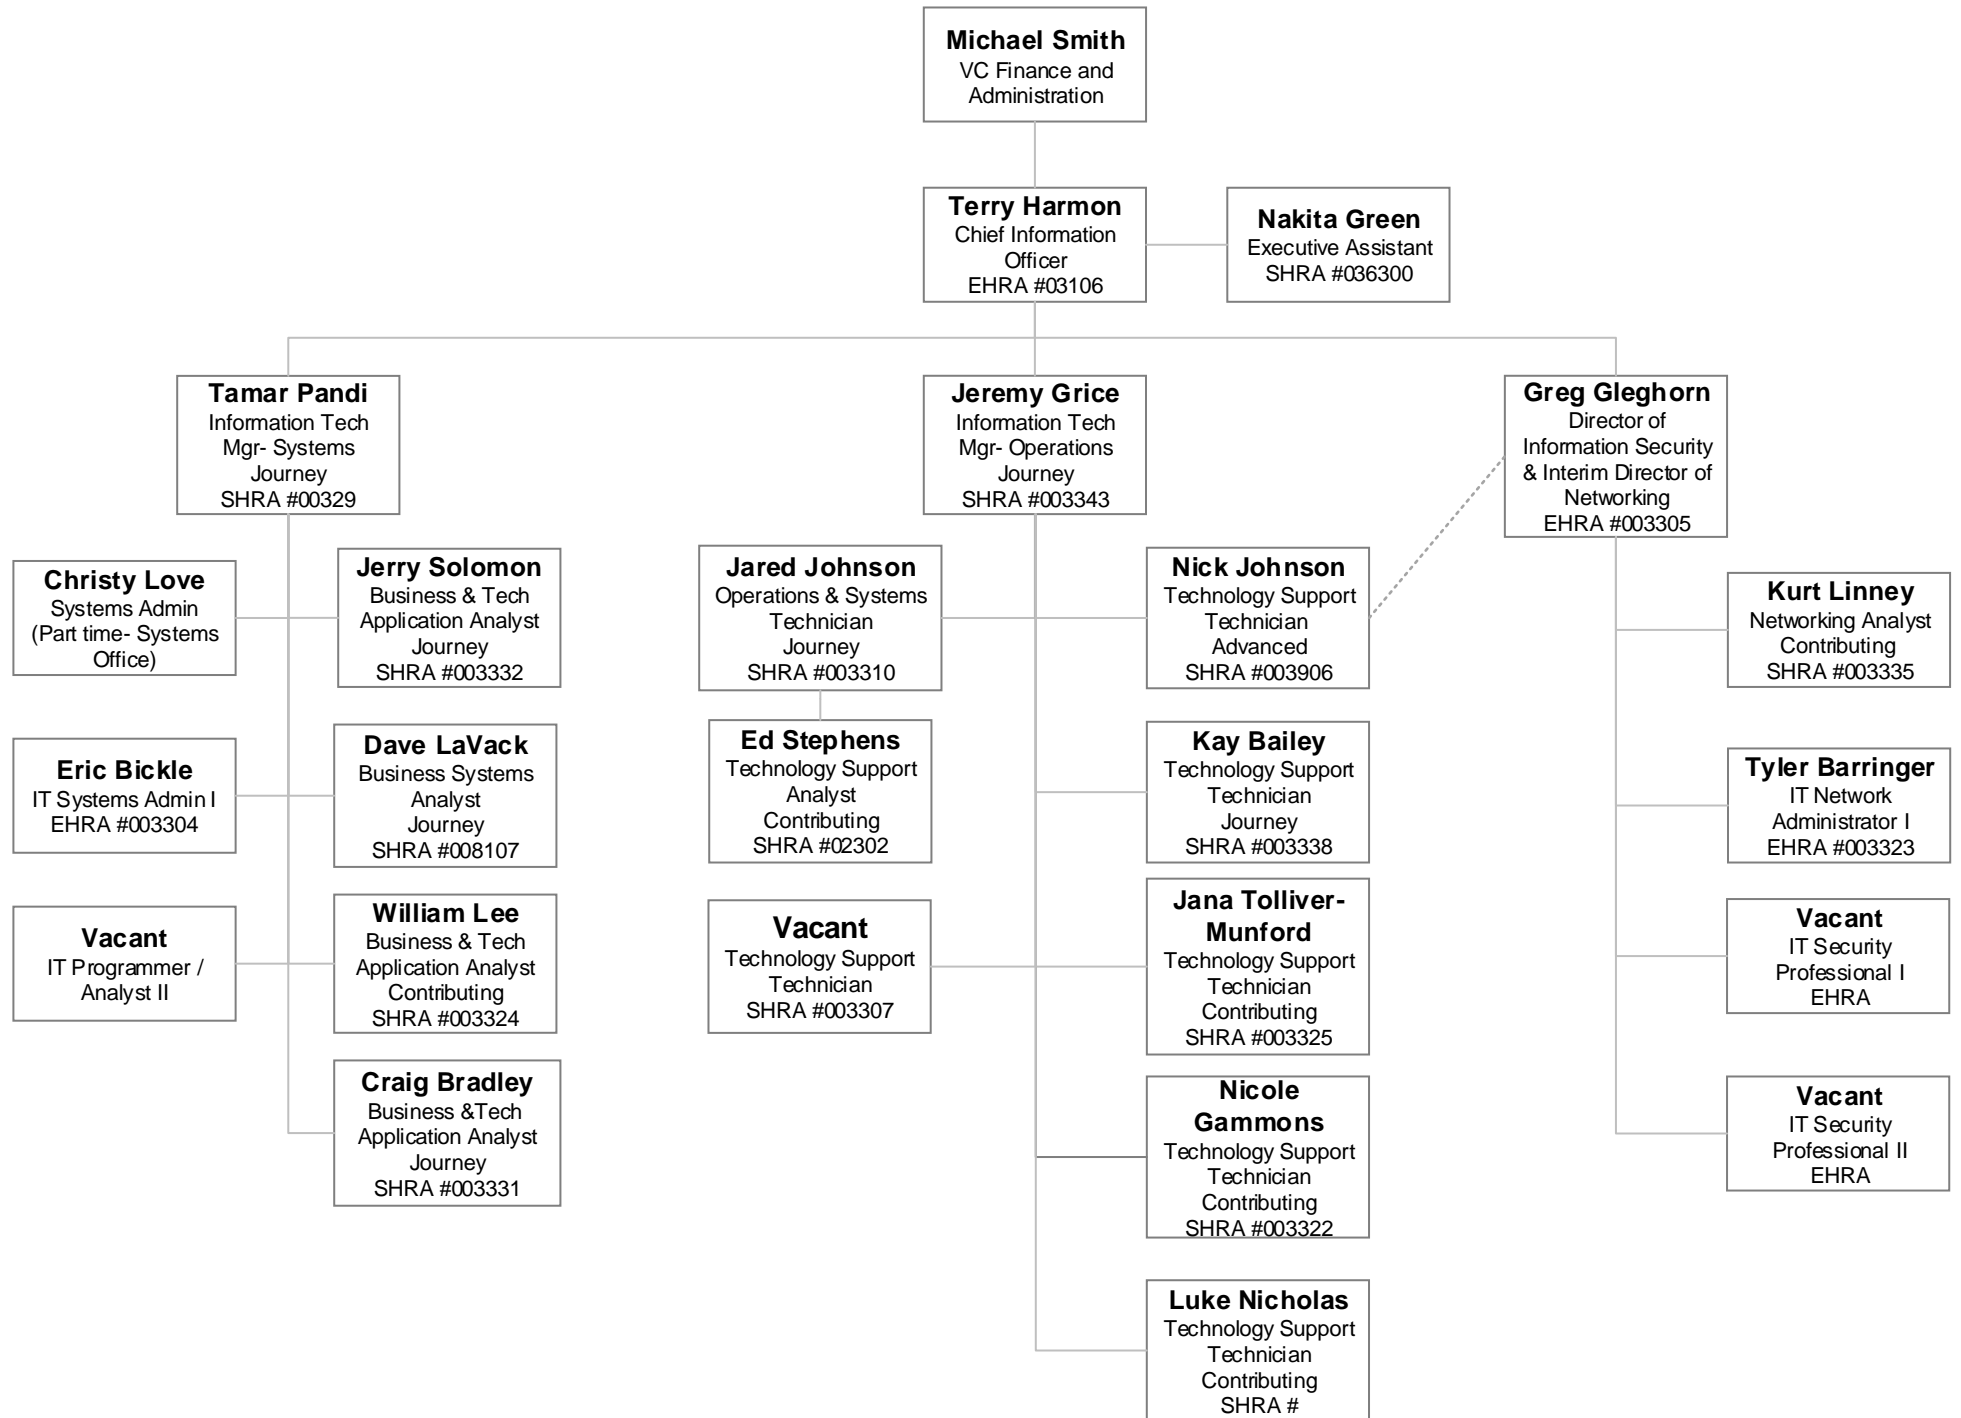 Michael Smith
VC Finance and
Administration
Terry Harmon
Chief Information
Officer
EHRA #03106
Nakita Green
Executive Assistant
SHRA #036300
Tamar Pandi
Information Tech
Mgr- Systems
Journey
SHRA #00329
Jeremy Grice
Information Tech
Mgr- Operations
Journey
SHRA #003343
Greg Gleghorn
Director of
Information Security
& Interim Director of
Networking
EHRA #003305
Christy Love
Systems Admin
(Part time- Systems
Office)
Jerry Solomon
Business & Tech
Application Analyst
Journey
SHRA #003332
Eric Bickle
IT Systems Admin I
EHRA #003304
Dave LaVack
Business Systems
Analyst
Journey
SHRA #008107
Vacant
IT Programmer /
Analyst II
William Lee
Business & Tech
Application Analyst
Contributing
SHRA #003324
Craig Bradley
Business &Tech
Application Analyst
Journey
SHRA #003331
Jared Johnson
Operations & Systems
Technician
Journey
SHRA #003310
Nick Johnson
Technology Support
Technician
Advanced
SHRA #003906
Ed Stephens
Technology Support
Analyst
Contributing
SHRA #02302
Kay Bailey
Technology Support
Technician
Journey
SHRA #003338
Vacant
Technology Support
Technician
SHRA #003307
Jana Tolliver-
Munford
Technology Support
Technician
Contributing
SHRA #003325
Nicole
Gammons
Technology Support
Technician
Contributing
SHRA #003322
Luke Nicholas
Technology Support
Technician
Contributing
SHRA #
Kurt Linney
Networking Analyst
Contributing
SHRA #003335
Tyler Barringer
IT Network
Administrator I
EHRA #003323
Vacant
IT Security
Professional I
EHRA
Vacant
IT Security
Professional II
EHRA